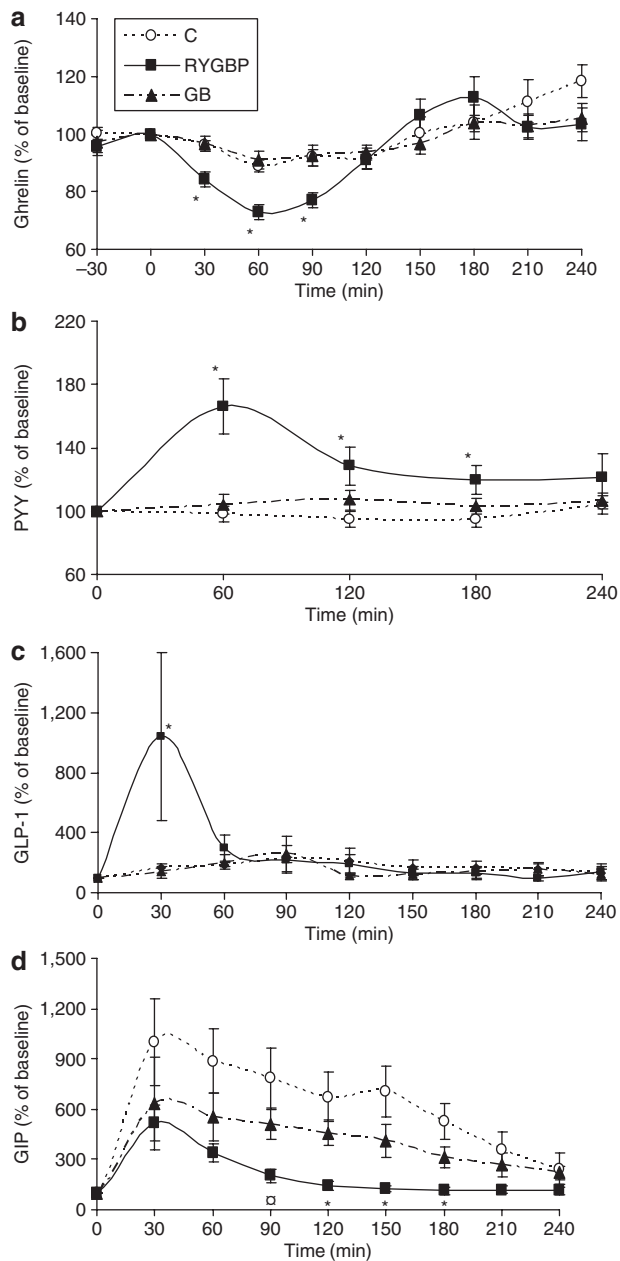 a
Ghrelin (% of baseline)
140
120
100
80
60
C
RYGBP
GB
*
*
*
–30 0 30 60 90 120 150 180 210 240
Time (min)
b
PYY (% of baseline)
220
180
140
100
60
*
*
*
0 60 120 180 240
Time (min)
c
GLP-1 (% of baseline)
1,600
1,200
800
400
0
*
0 30 60 90 120 150 180 210 240
Time (min)
d
GIP (% of baseline)
1,500
1,200
900
600
300
0
¤ * * *
0 30 60 90 120 150 180 210 240
Time (min)